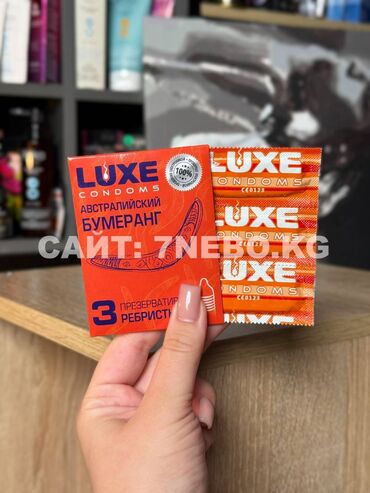 LUXE
CONDOMS
100%
АВСТРАЛИЙСКИЙ
БУМЕРАНГ
3 ПРЕЗЕРВАТИВ
РЕБРИСТЫ
LUXE
CONDOMS
CE0123
LUXE
CONDOMS
LUXE
CONDOMS
CE0123
LUXE
САЙТ: 7NEBO.KG